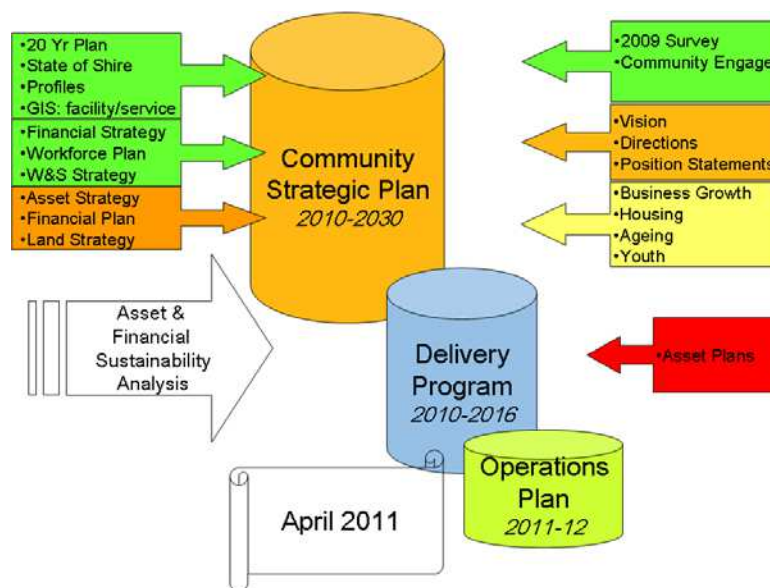 •20 Yr Plan
•State of Shire
•Profiles
•GIS: facility/service
•Financial Strategy
•Workforce Plan
•W&S Strategy
•Asset Strategy
•Financial Plan
•Land Strategy
Community
Strategic Plan
2010-2030
•2009 Survey
•Community Engage
•Vision
•Directions
•Position Statements
•Business Growth
•Housing
•Ageing
•Youth
Asset &
Financial
Sustainability
Analysis
Delivery
Program
2010-2016
•Asset Plans
Operations
Plan
2011-12
April 2011